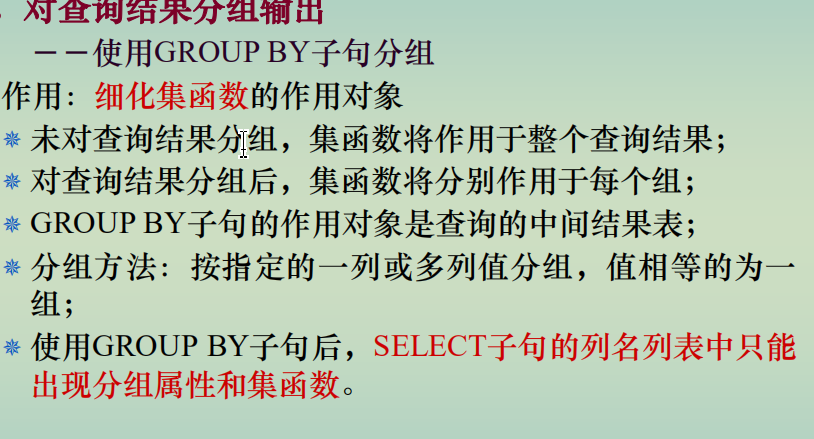 对查询结果分组输出
——使用GROUP BY子句分组
作用：细化集函数的作用对象
未对查询结果分组，集函数将作用于整个查询结果；
对查询结果分组后，集函数将分别作用于每个组；
GROUP BY子句的作用对象是查询的中间结果表；
分组方法：按指定的一列或多列值分组，值相等的为一
组；
使用GROUP BY子句后，SELECT子句的列名列表中只能
出现分组属性和集函数。